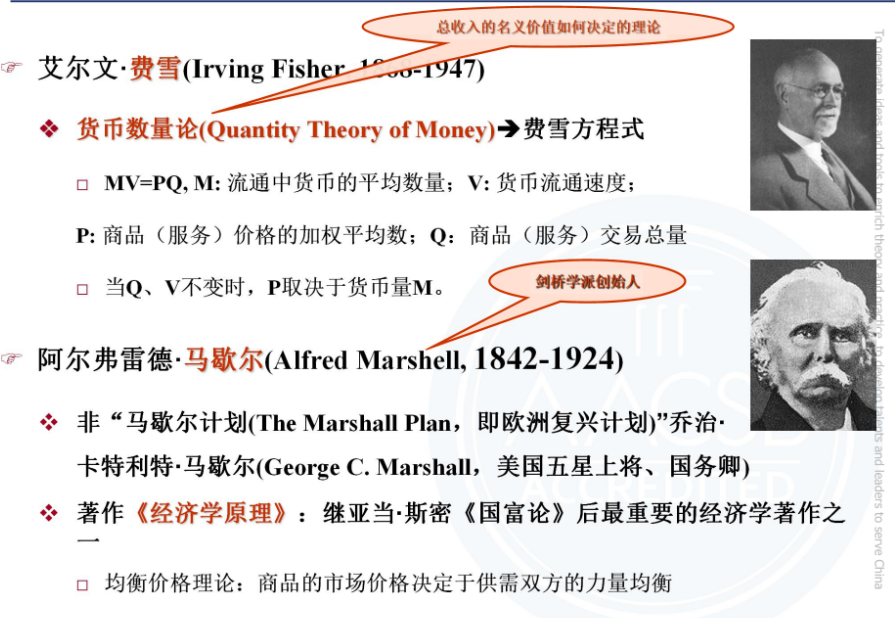 总收入的名义价值如何决定的理论
艾尔文·费雪(Irving Fisher, 1868-1947)
货币数量论(Quantity Theory of Money)➔费雪方程式
MV=PQ, M: 流通中货币的平均数量；V: 货币流通速度；
P: 商品（服务）价格的加权平均数；Q：商品（服务）交易总量
当Q、V不变时，P取决于货币量M。
剑桥学派创始人
阿尔弗雷德·马歇尔(Alfred Marshell, 1842-1924)
非“马歇尔计划(The Marshall Plan，即欧洲复兴计划)”乔治·
卡特利特·马歇尔(George C. Marshall，美国五星上将、国务卿)
著作《经济学原理》：继亚当·斯密《国富论》后最重要的经济学著作之
一
均衡价格理论：商品的市场价格决定于供需双方的力量均衡
AACSB
ACCREDITED
To generate ideas and tools to enrich theory and practice, to develop talents and leaders to serve China